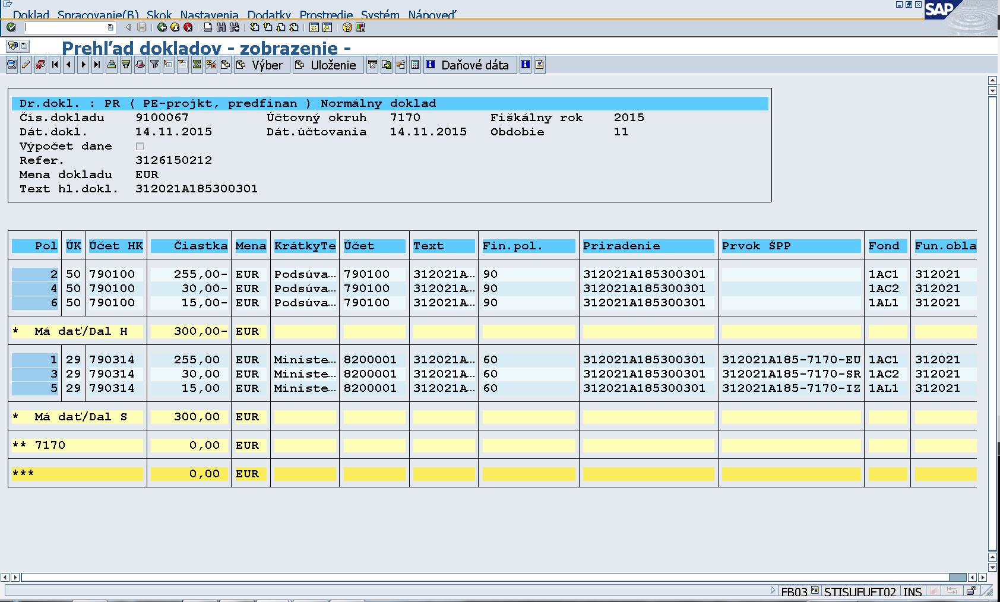 Doklad Spracovanie(B) Skok Nastavenia Dodatky Prostredie Systém Nápoveď
SAP
Prehľad dokladov - zobrazenie -
Výber Uloženie Daňové dáta
Dr.dokl. : PR ( PE-projkt, predfinan ) Normálny doklad
Čís.dokladu 9100067 Účtovný okruh 7170 Fiškálny rok 2015
Dát.dokl. 14.11.2015 Dát.účtovania 14.11.2015 Obdobie 11
Výpočet dane
Refer. 3126150212
Mena dokladu EUR
Text hl.dokl. 312021A185300301
Pol ÚK Účet HK Čiastka Mena KrátkyTe Účet Text Fin.pol. Priradenie Prvok ŠPP Fond Fun.obla
2 50 790100 255,00- EUR Podsúva… 790100 312021A… 90 312021A185300301 1AC1 312021
4 50 790100 30,00- EUR Podsúva… 790100 312021A… 90 312021A185300301 1AC2 312021
6 50 790100 15,00- EUR Podsúva… 790100 312021A… 90 312021A185300301 1AL1 312021
* Má dať/Dal H 300,00- EUR
1 29 790314 255,00 EUR Ministe… 8200001 312021A… 60 312021A185300301 312021A185-7170-EU 1AC1 312021
3 29 790314 30,00 EUR Ministe… 8200001 312021A… 60 312021A185300301 312021A185-7170-SR 1AC2 312021
5 29 790314 15,00 EUR Ministe… 8200001 312021A… 60 312021A185300301 312021A185-7170-IZ 1AL1 312021
* Má dať/Dal S 300,00 EUR
** 7170 0,00 EUR
*** 0,00 EUR
FB03 STISUFUFT02 INS